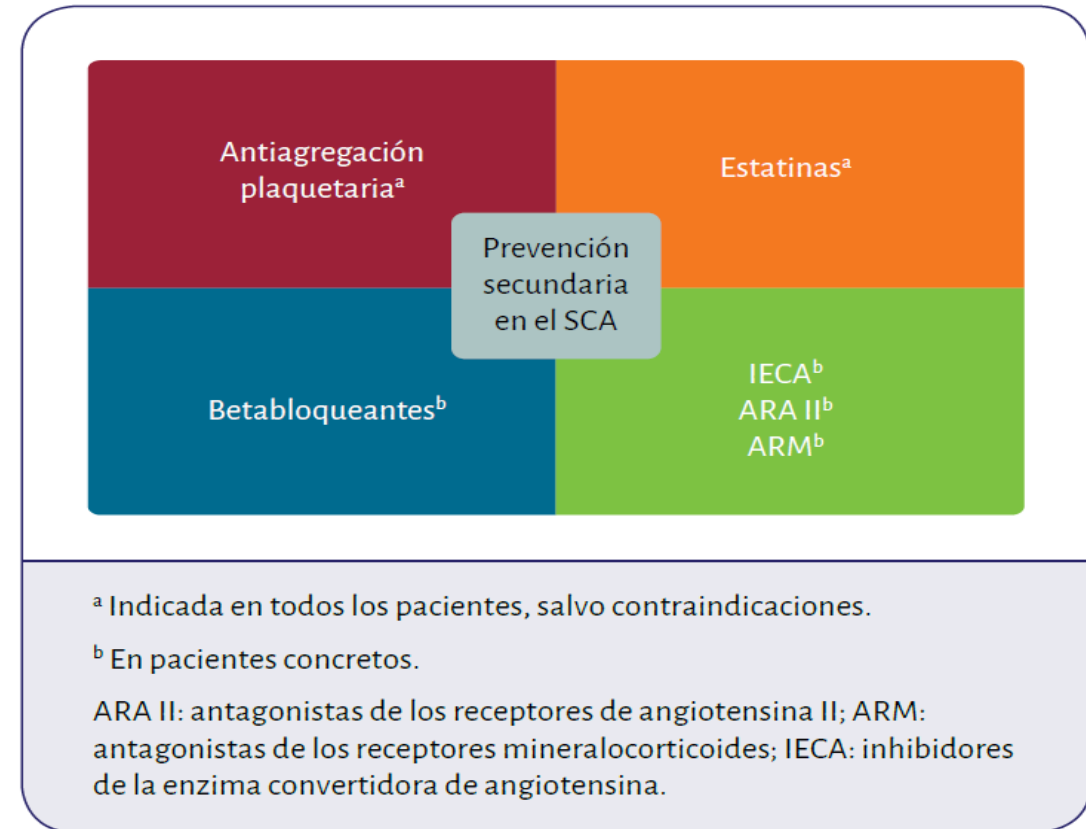 Antiagregación
plaquetariaᵃ
Estatinasᵃ
Prevención
secundaria
en el SCA
Betabloqueantesᵇ
IECAᵇ
ARA IIᵇ
ARMᵇ
ᵃ Indicada en todos los pacientes, salvo contraindicaciones.
ᵇ En pacientes concretos.
ARA II: antagonistas de los receptores de angiotensina II; ARM:
antagonistas de los receptores mineralocorticoides; IECA: inhibidores
de la enzima convertidora de angiotensina.